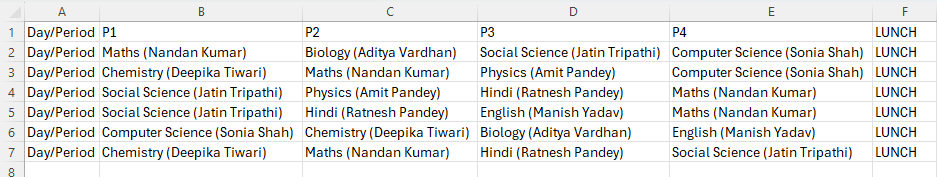 A B C D E F
1 Day/Period P1 P2 P3 P4 LUNCH
2 Day/Period Maths (Nandan Kumar) Biology (Aditya Vardhan) Social Science (Jatin Tripathi) Computer Science (Sonia Shah) LUNCH
3 Day/Period Chemistry (Deepika Tiwari) Maths (Nandan Kumar) Physics (Amit Pandey) Computer Science (Sonia Shah) LUNCH
4 Day/Period Social Science (Jatin Tripathi) Physics (Amit Pandey) Hindi (Ratnesh Pandey) Maths (Nandan Kumar) LUNCH
5 Day/Period Social Science (Jatin Tripathi) Hindi (Ratnesh Pandey) English (Manish Yadav) Maths (Nandan Kumar) LUNCH
6 Day/Period Computer Science (Sonia Shah) Chemistry (Deepika Tiwari) Biology (Aditya Vardhan) English (Manish Yadav) LUNCH
7 Day/Period Chemistry (Deepika Tiwari) Maths (Nandan Kumar) Hindi (Ratnesh Pandey) Social Science (Jatin Tripathi) LUNCH
8